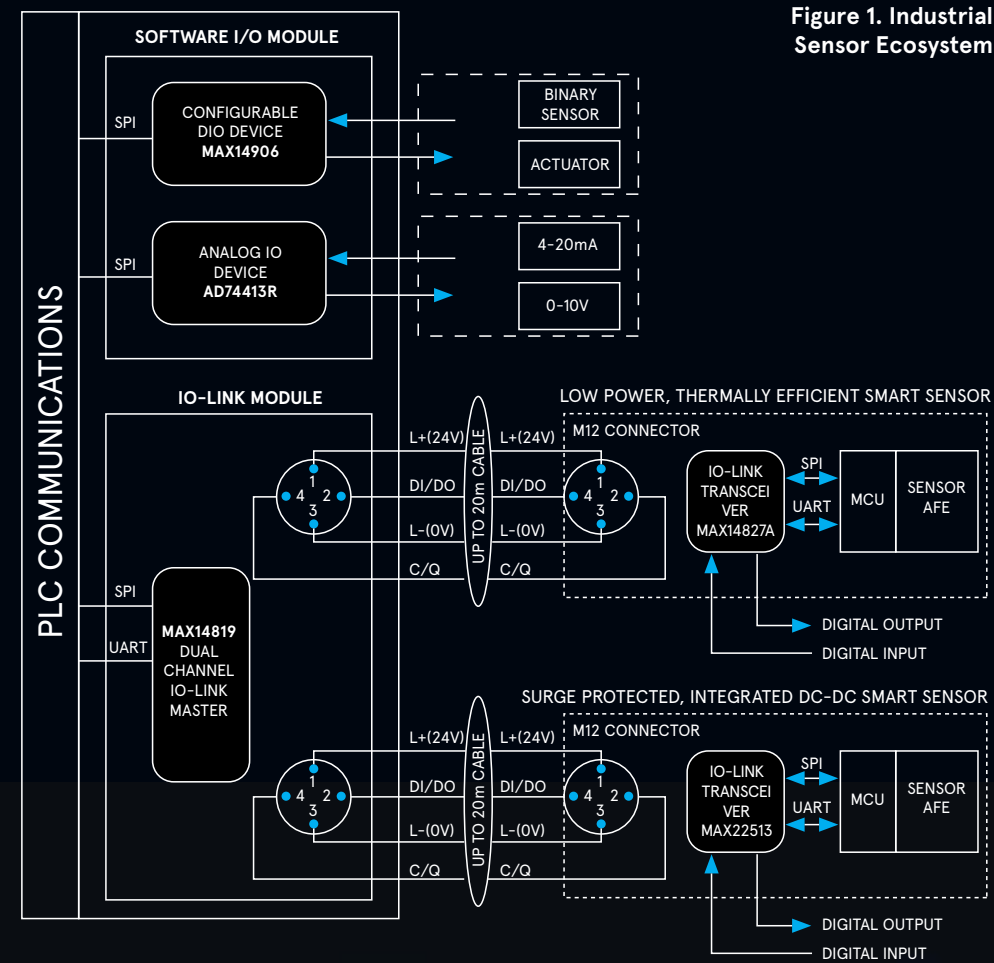 Figure 1. Industrial
Sensor Ecosystem
PLC COMMUNICATIONS
SOFTWARE I/O MODULE
SPI
CONFIGURABLE
DIO DEVICE
MAX14906
BINARY
SENSOR
ACTUATOR
SPI
ANALOG IO
DEVICE
AD74413R
4-20mA
0-10V
IO-LINK MODULE
SPI
UART
MAX14819
DUAL
CHANNEL
IO-LINK
MASTER
1
4 2
3
L+(24V)
DI/DO
L-(0V)
C/Q
UP TO 20m CABLE
L+(24V)
DI/DO
L-(0V)
C/Q
LOW POWER, THERMALLY EFFICIENT SMART SENSOR
M12 CONNECTOR
1
4 2
3
IO-LINK
TRANSCEI
VER
MAX14827A
SPI
UART
MCU
SENSOR
AFE
DIGITAL OUTPUT
DIGITAL INPUT
1
4 2
3
L+(24V)
DI/DO
L-(0V)
C/Q
UP TO 20m CABLE
L+(24V)
DI/DO
L-(0V)
C/Q
SURGE PROTECTED, INTEGRATED DC-DC SMART SENSOR
M12 CONNECTOR
1
4 2
3
IO-LINK
TRANSCEI
VER
MAX22513
SPI
UART
MCU
SENSOR
AFE
DIGITAL OUTPUT
DIGITAL INPUT